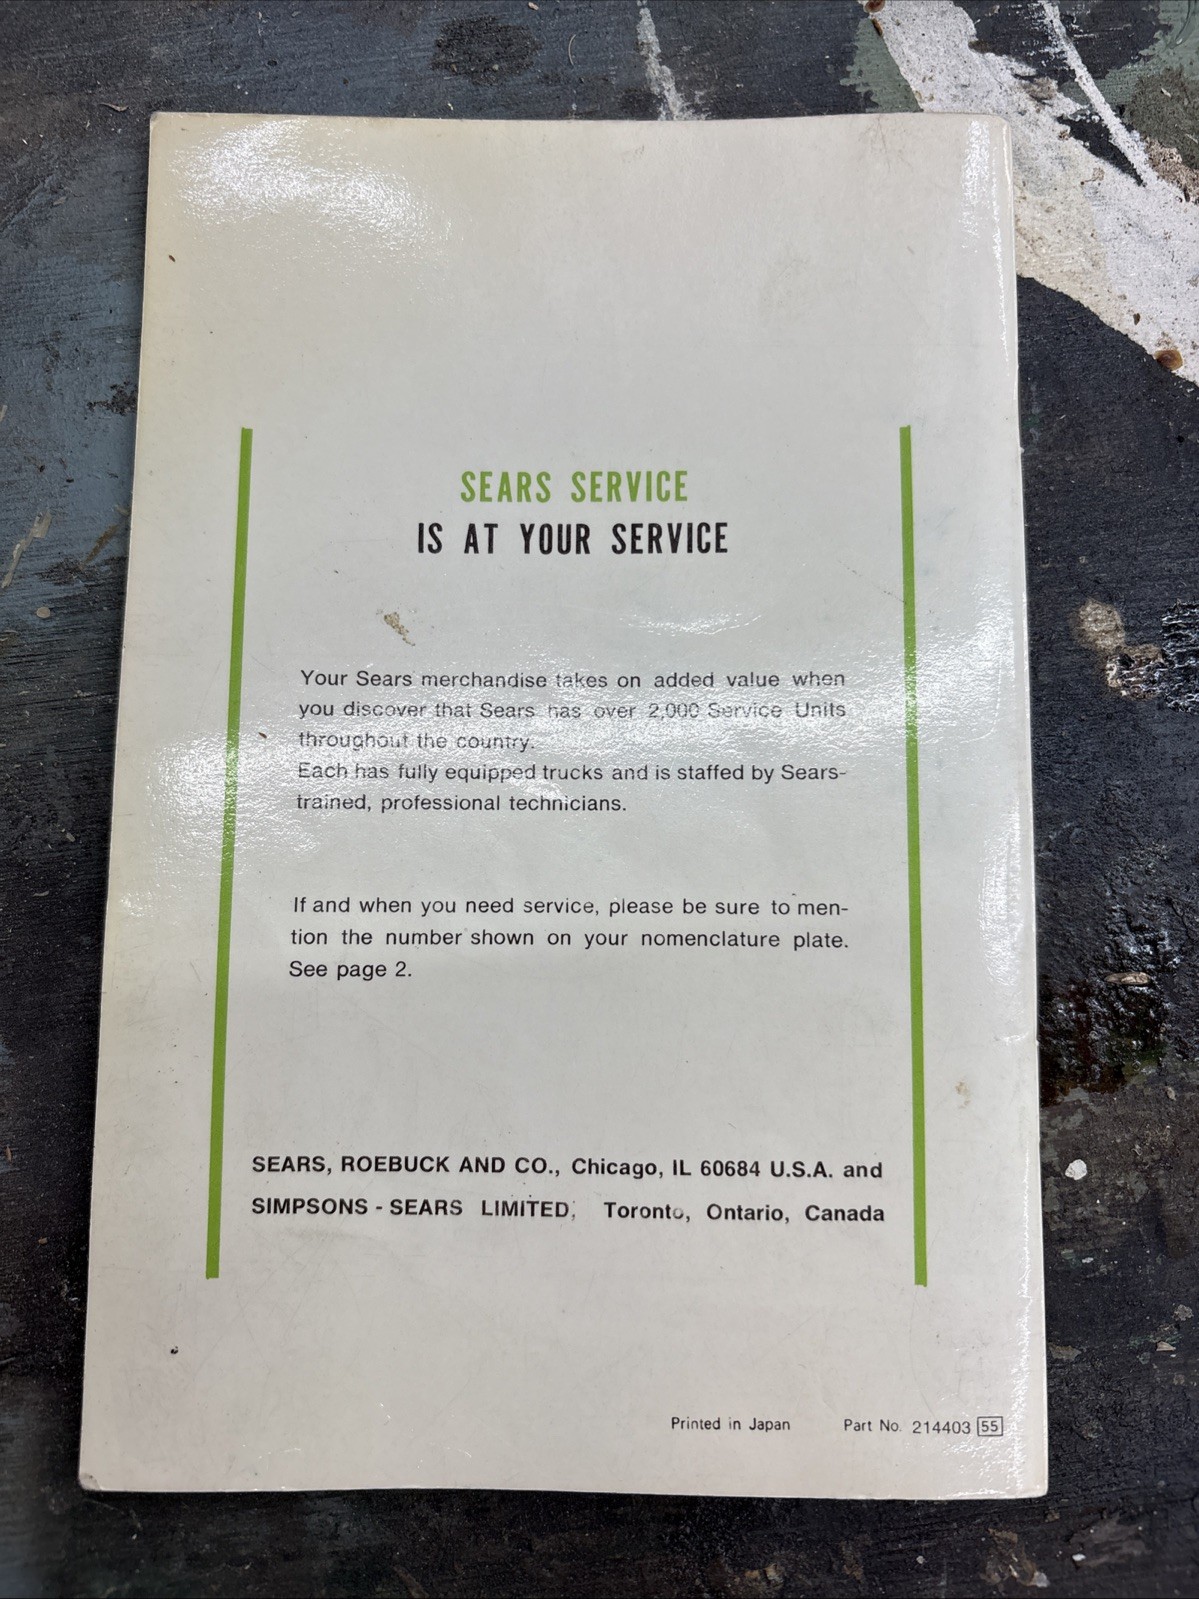 SEARS SERVICE
IS AT YOUR SERVICE
Your Sears merchandise takes on added value when
you discover that Sears has over 2,000 Service Units
throughout the country.
Each has fully equipped trucks and is staffed by Sears-
trained, professional technicians.
If and when you need service, please be sure to men-
tion the number shown on your nomenclature plate.
See page 2.
SEARS, ROEBUCK AND CO., Chicago, IL 60684 U.S.A. and
SIMPSONS - SEARS LIMITED, Toronto, Ontario, Canada
Printed in Japan Part No. 214403 55